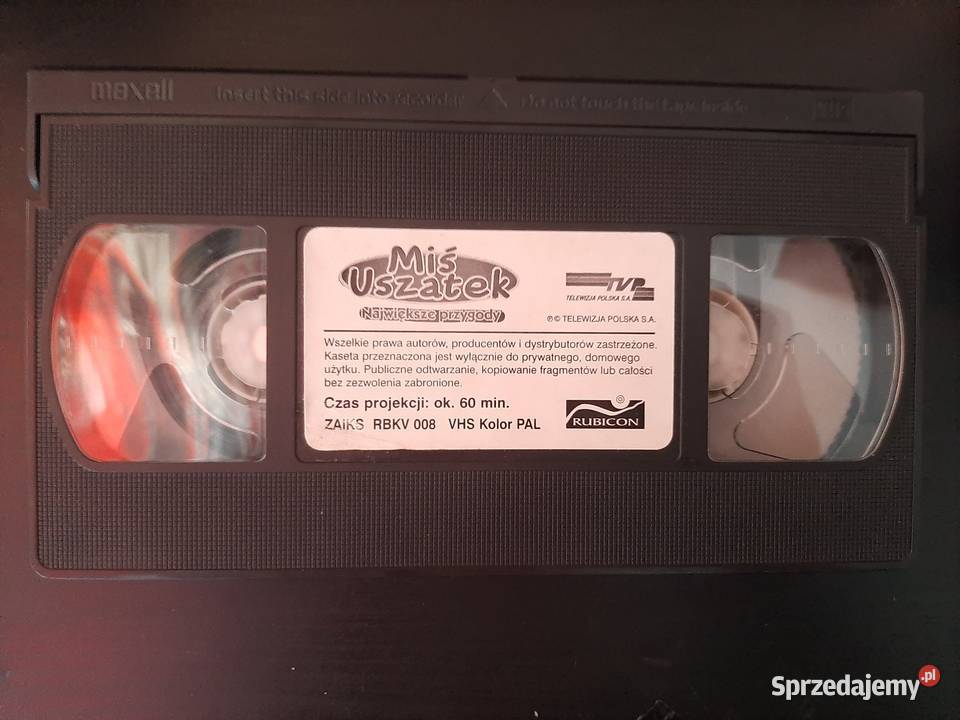 maxell Insert this side into recorder Do not touch the tape inside
Miś
Uszatek
Największe przygody
TVP
TELEWIZJA POLSKA S.A.
℗© TELEWIZJA POLSKA S.A.
Wszelkie prawa autorów, producentów i dystrybutorów zastrzeżone.
Kaseta przeznaczona jest wyłącznie do prywatnego, domowego
użytku. Publiczne odtwarzanie, kopiowanie fragmentów lub całości
bez zezwolenia zabronione.
Czas projekcji: ok. 60 min.
ZAiKS RBKV 008 VHS Kolor PAL
RUBICON
Sprzedajemy.pl